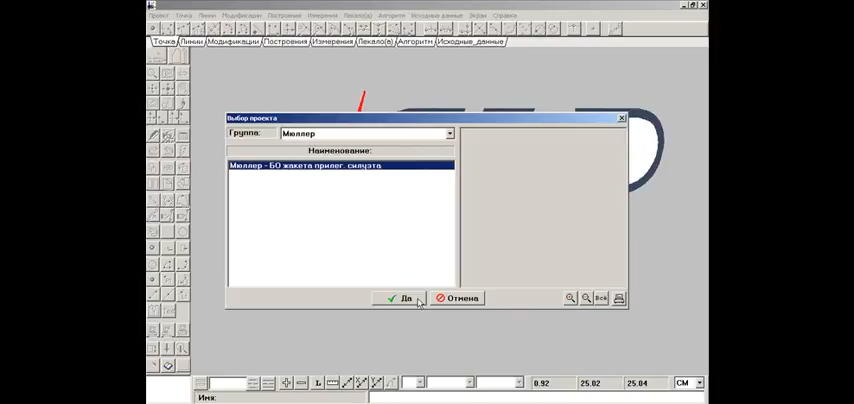 Проект Точка Линии Модификации Построения Измерения Лекало(а) Алгоритм Исходные данные Экран Справка
Точка Линии Модификации Построения Измерения Лекало(а) Алгоритм Исходные_данные
Выбор проекта
Группа: Мюллер
Наименование:
Мюллер - БО жакета прилег. силуэта
Да Отмена Всё
L 0.92 25.02 25.04 СМ
Имя: